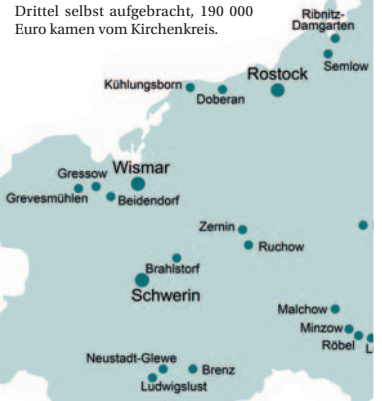 Drittel selbst aufgebracht, 190 000
Euro kamen vom Kirchenkreis.
Ribnitz-
Damgarten
Semlow
Rostock
Kühlungsborn
Doberan
Gressow
Wismar
Grevesmühlen
Beidendorf
Zernin
Ruchow
Brahlstorf
Schwerin
Malchow
Minzow
Röbel
Neustadt-Glewe
Brenz
Ludwigslust